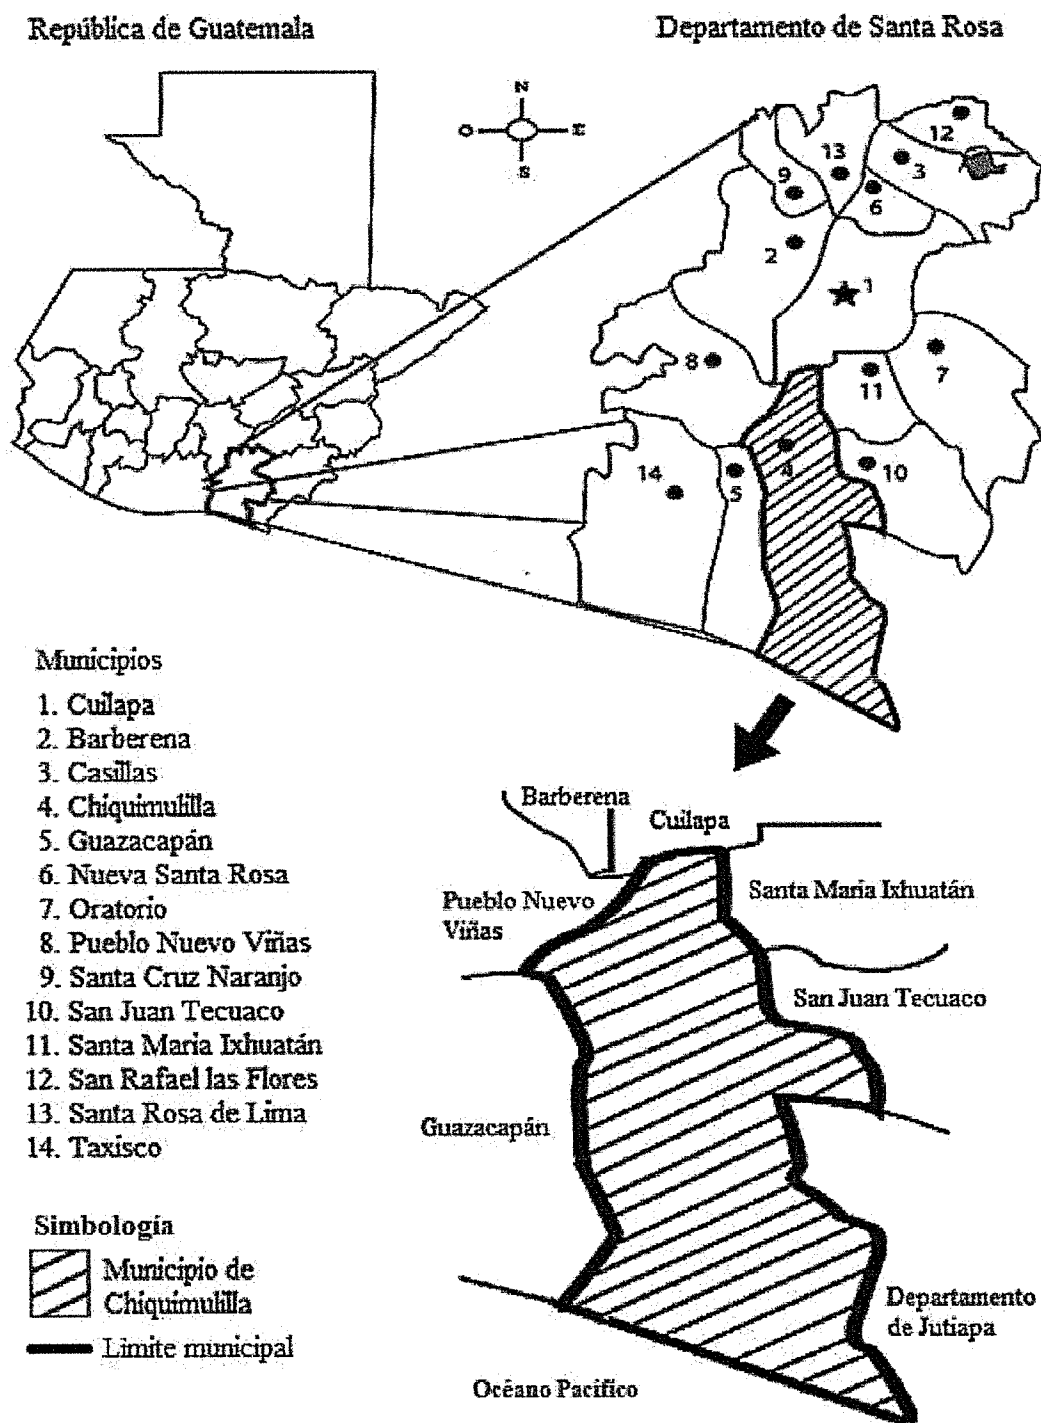 República de Guatemala
Departamento de Santa Rosa
N
O E
S
12
13
3
9
6
2
1
8
7
11
4
14
5
10
Municipios
1. Cuilapa
2. Barberena
3. Casillas
4. Chiquimulilla
5. Guazacapán
6. Nueva Santa Rosa
7. Oratorio
8. Pueblo Nuevo Viñas
9. Santa Cruz Naranjo
10. San Juan Tecuaco
11. Santa Maria Ixhuatán
12. San Rafael las Flores
13. Santa Rosa de Lima
14. Taxisco
Simbología
Municipio de
Chiquimulilla
Limite municipal
Barberena
Cuilapa
Pueblo Nuevo
Viñas
Santa María Ixhuatán
San Juan Tecuaco
Guazacapán
Departamento
de Jutiapa
Océano Pacífico